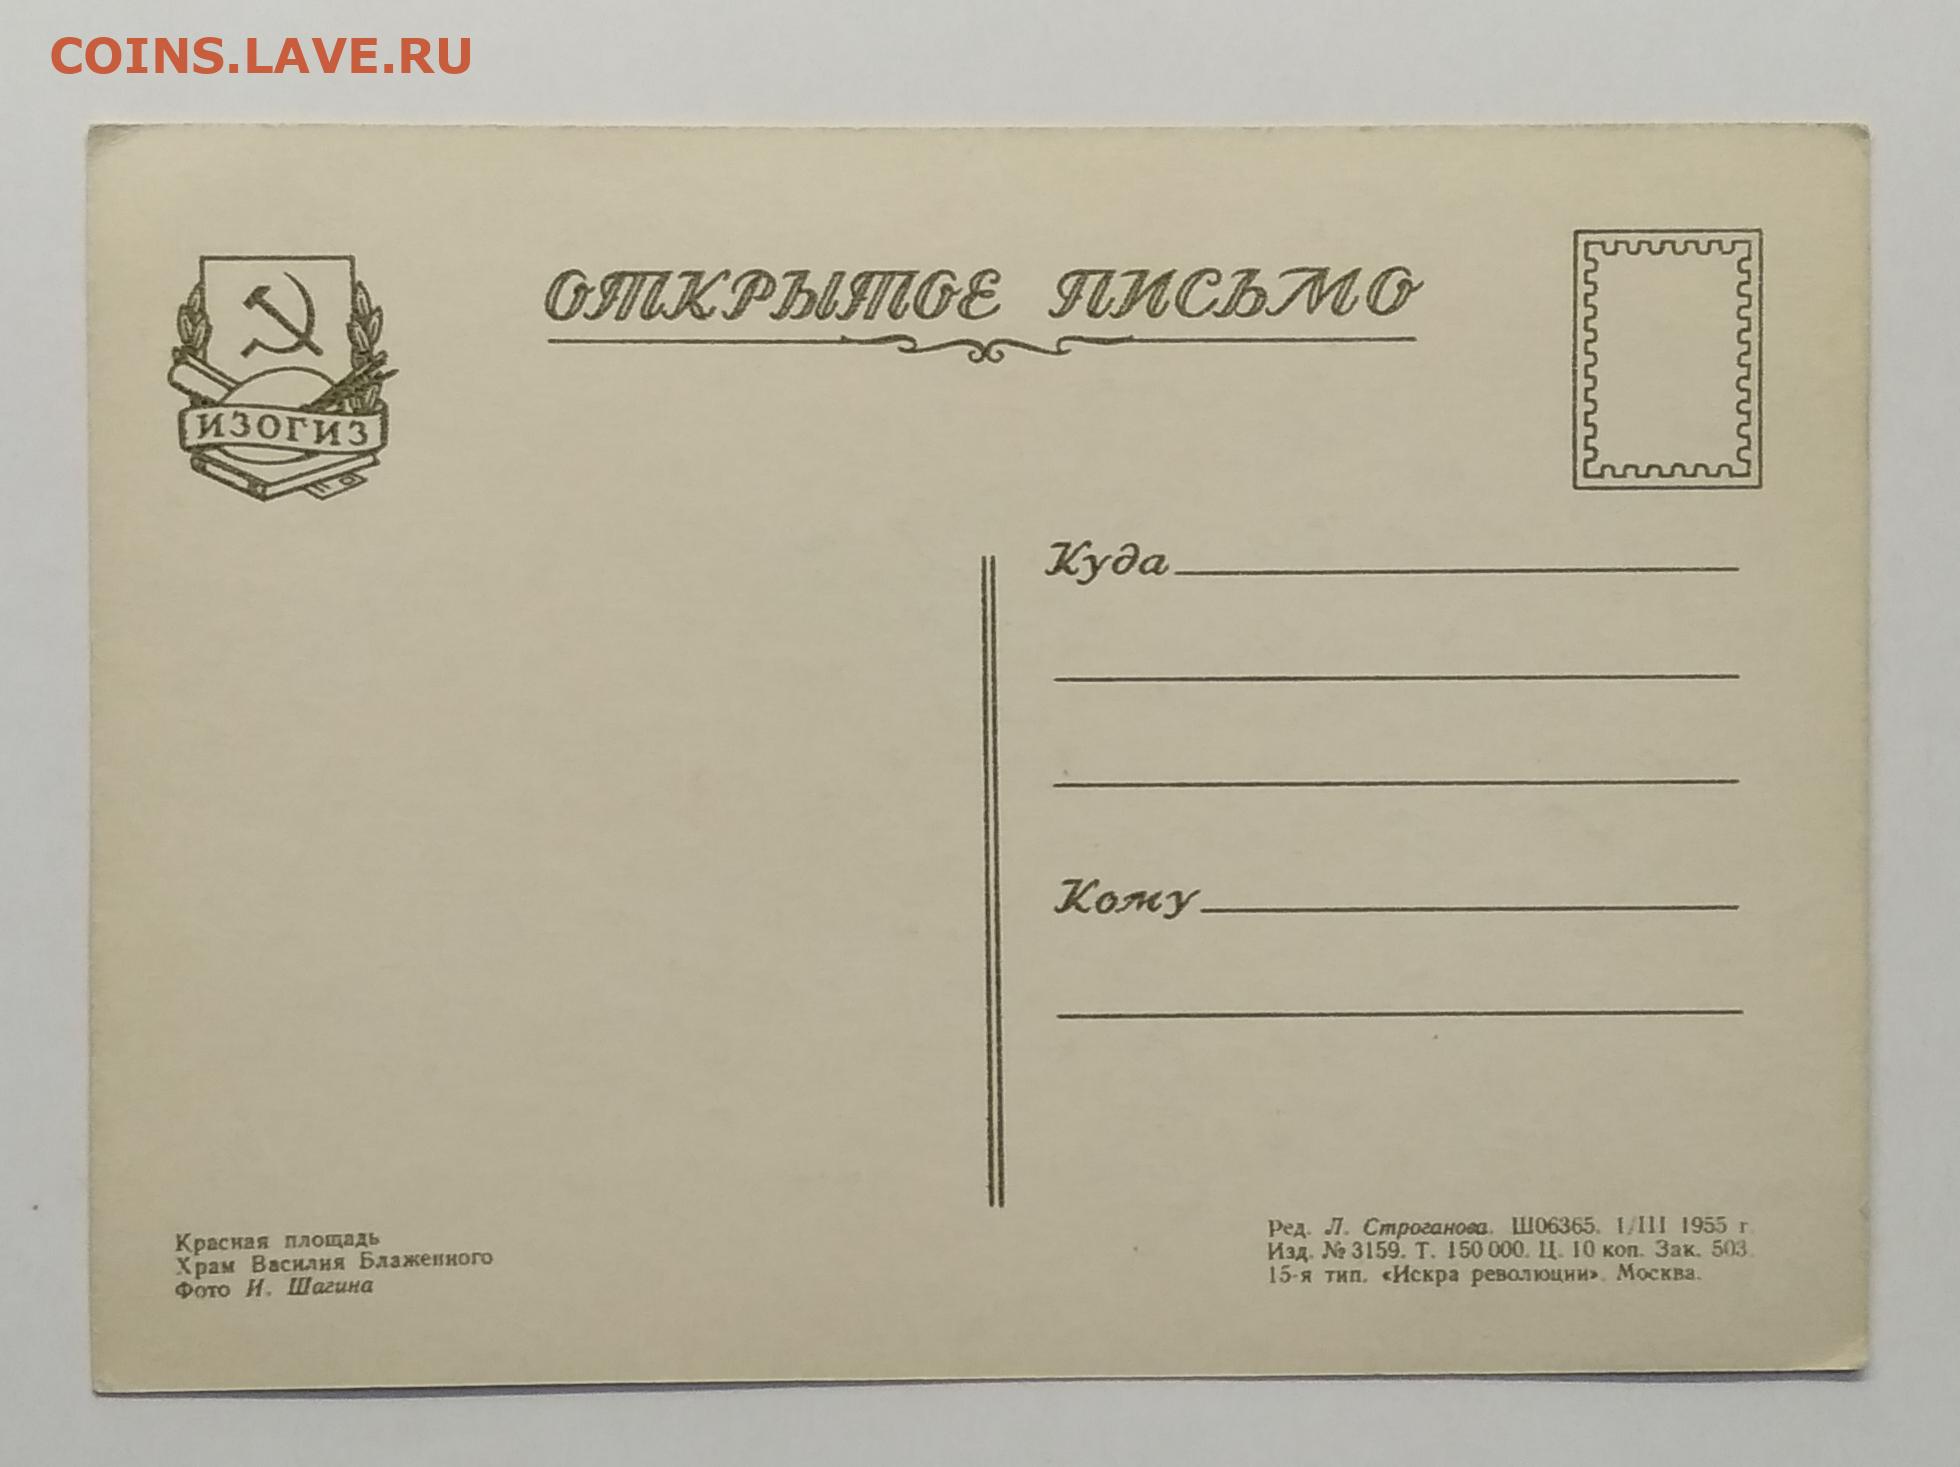 COINS.LAVE.RU
ИЗОГИЗ
ОТКРЫТОЕ ПИСЬМО
Куда
Кому
Красная площадь
Храм Василия Блаженного
Фото И. Шагина
Ред. Л. Строганова. Ш06365. 1/III 1955 г.
Изд. № 3159. Т. 150 000. Ц. 10 коп. Зак. 503.
15-я тип. «Искра революции». Москва.